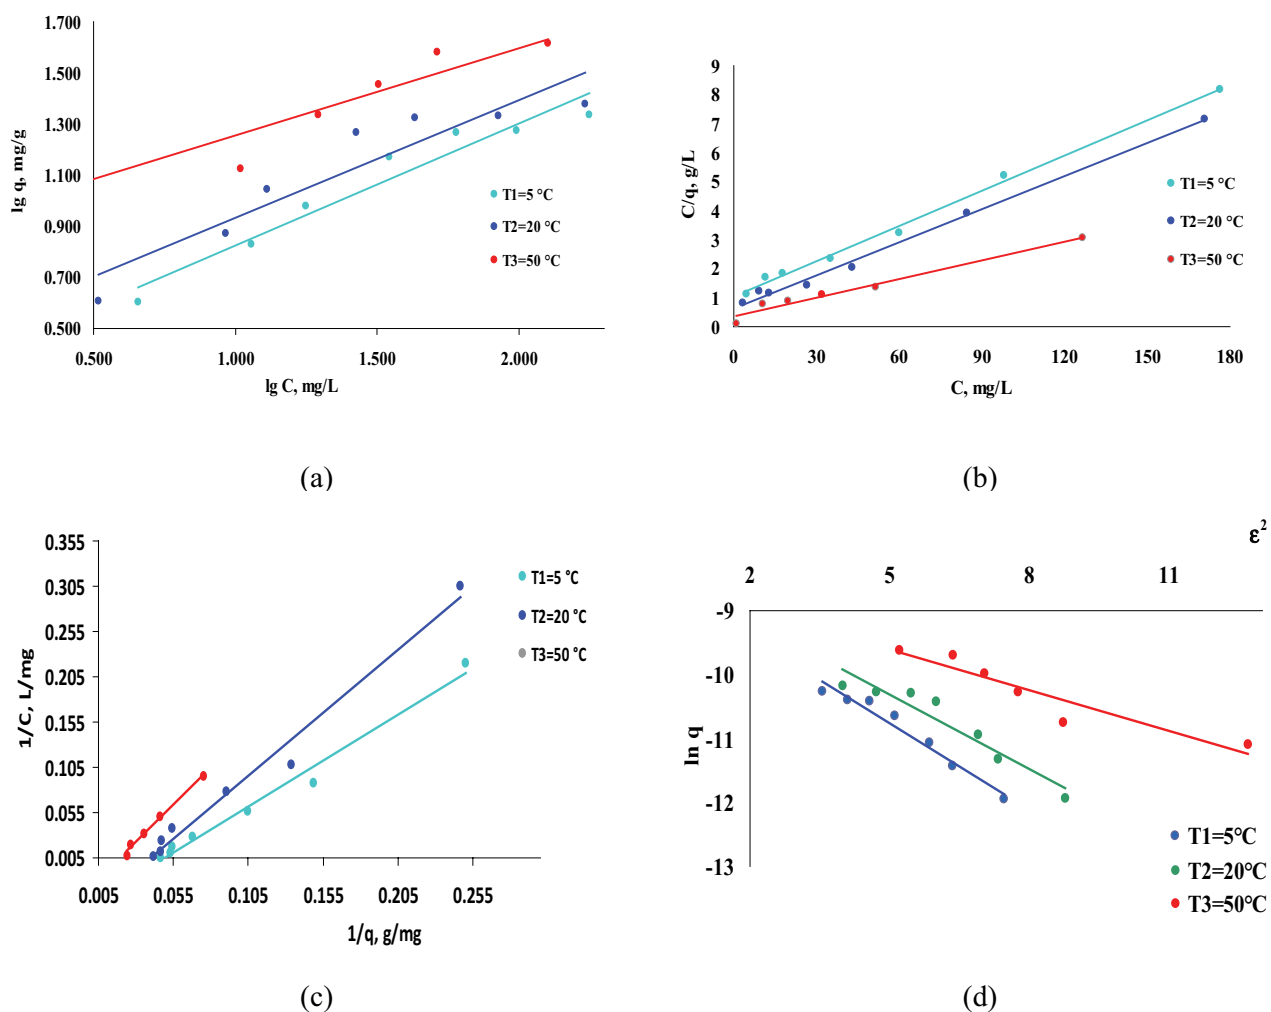 1.700
1.500
1.300
1.100
0.900
0.700
0.500
lg q, mg/g
T1=5 °C
T2=20 °C
T3=50 °C
0.500 1.000 1.500 2.000
lg C, mg/L
(a)
9
8
7
6
5
4
3
2
1
0
C/q, g/L
T1=5 °C
T2=20 °C
T3=50 °C
0 30 60 90 120 150 180
C, mg/L
(b)
0.355
0.305
0.255
0.205
0.155
0.105
0.055
0.005
1/C, L/mg
T1=5 °C
T2=20 °C
T3=50 °C
0.005 0.055 0.105 0.155 0.205 0.255
1/q, g/mg
(c)
ε²
2 5 8 11
-9
-10
-11
-12
-13
ln q
T1=5°C
T2=20°C
T3=50°C
(d)